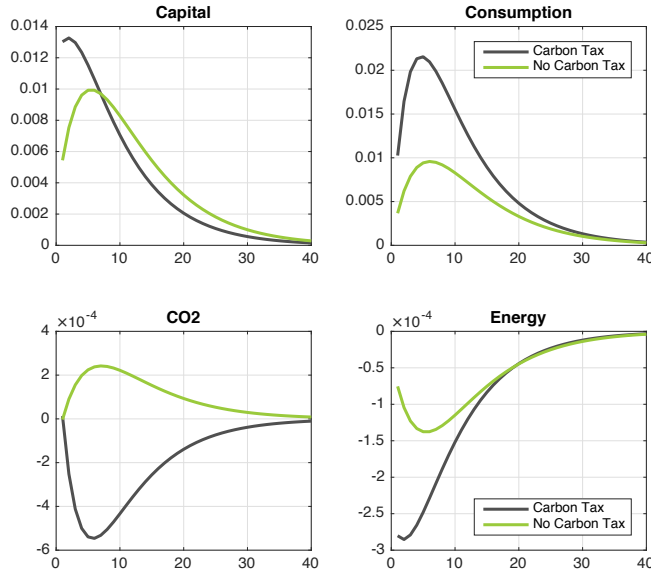 Capital
0.014
0.012
0.01
0.008
0.006
0.004
0.002
0
0 10 20 30 40
Consumption
0.025
0.02
0.015
0.01
0.005
0
0 10 20 30 40
Carbon Tax
No Carbon Tax
CO2
×10⁻⁴
4
2
0
-2
-4
-6
0 10 20 30 40
Energy
×10⁻⁴
0
-0.5
-1
-1.5
-2
-2.5
-3
0 10 20 30 40
Carbon Tax
No Carbon Tax